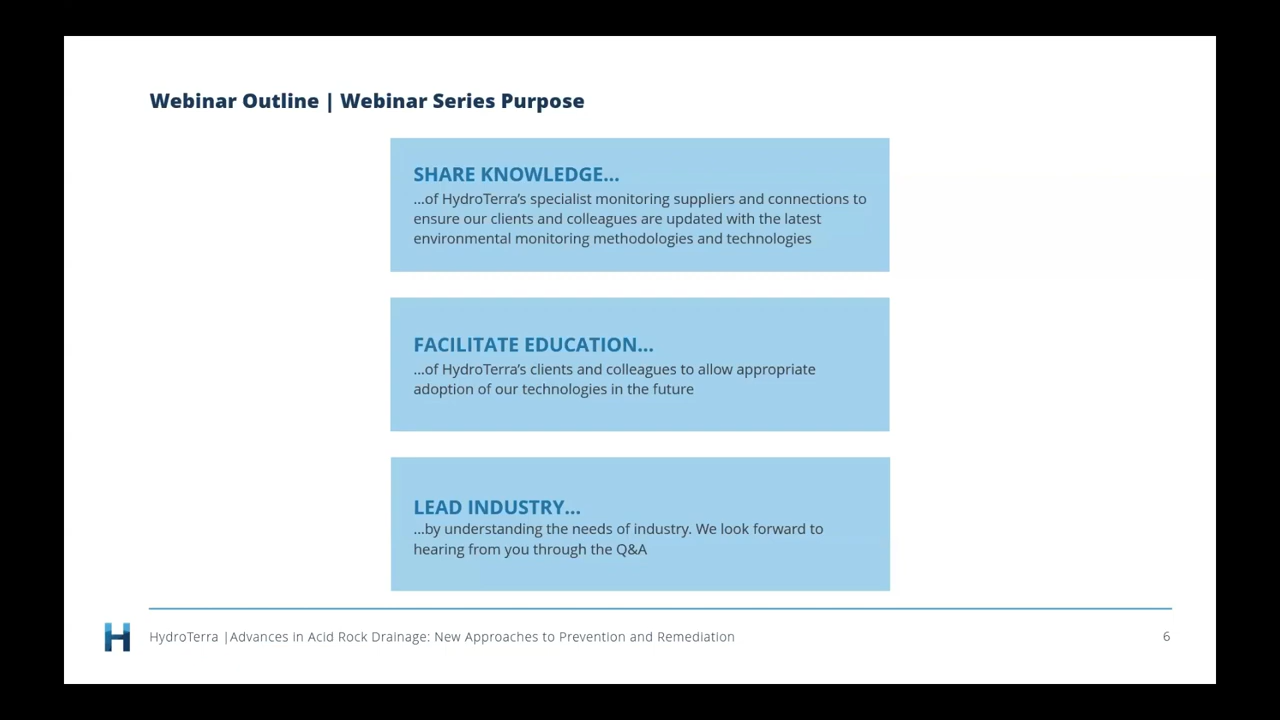 Webinar Outline | Webinar Series Purpose
SHARE KNOWLEDGE...
...of HydroTerra’s specialist monitoring suppliers and connections to
ensure our clients and colleagues are updated with the latest
environmental monitoring methodologies and technologies
FACILITATE EDUCATION...
...of HydroTerra’s clients and colleagues to allow appropriate
adoption of our technologies in the future
LEAD INDUSTRY...
...by understanding the needs of industry. We look forward to
hearing from you through the Q&A
H HydroTerra |Advances in Acid Rock Drainage: New Approaches to Prevention and Remediation 6